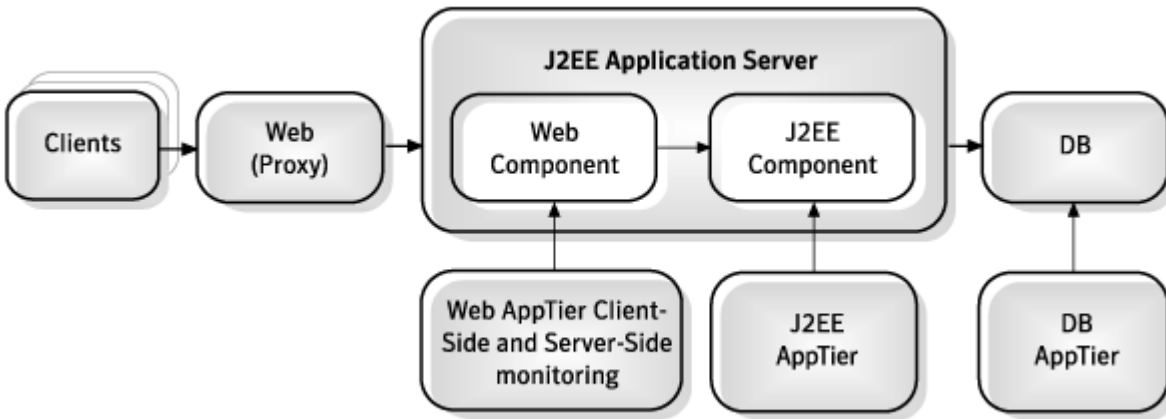 J2EE Application Server
Clients
Web
(Proxy)
Web
Component
J2EE
Component
DB
Web AppTier Client-
Side and Server-Side
monitoring
J2EE
AppTier
DB
AppTier